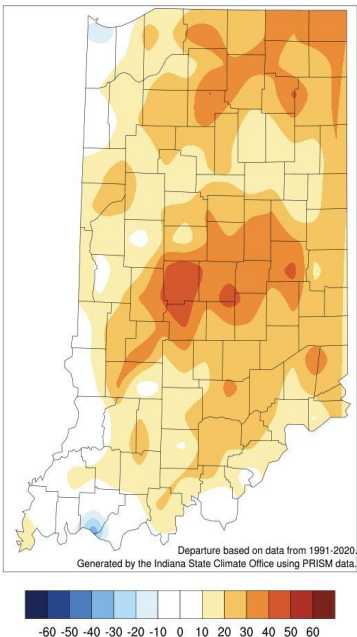 Departure based on data from 1991-2020.
Generated by the Indiana State Climate Office using PRISM data.
-60 -50 -40 -30 -20 -10 0 10 20 30 40 50 60